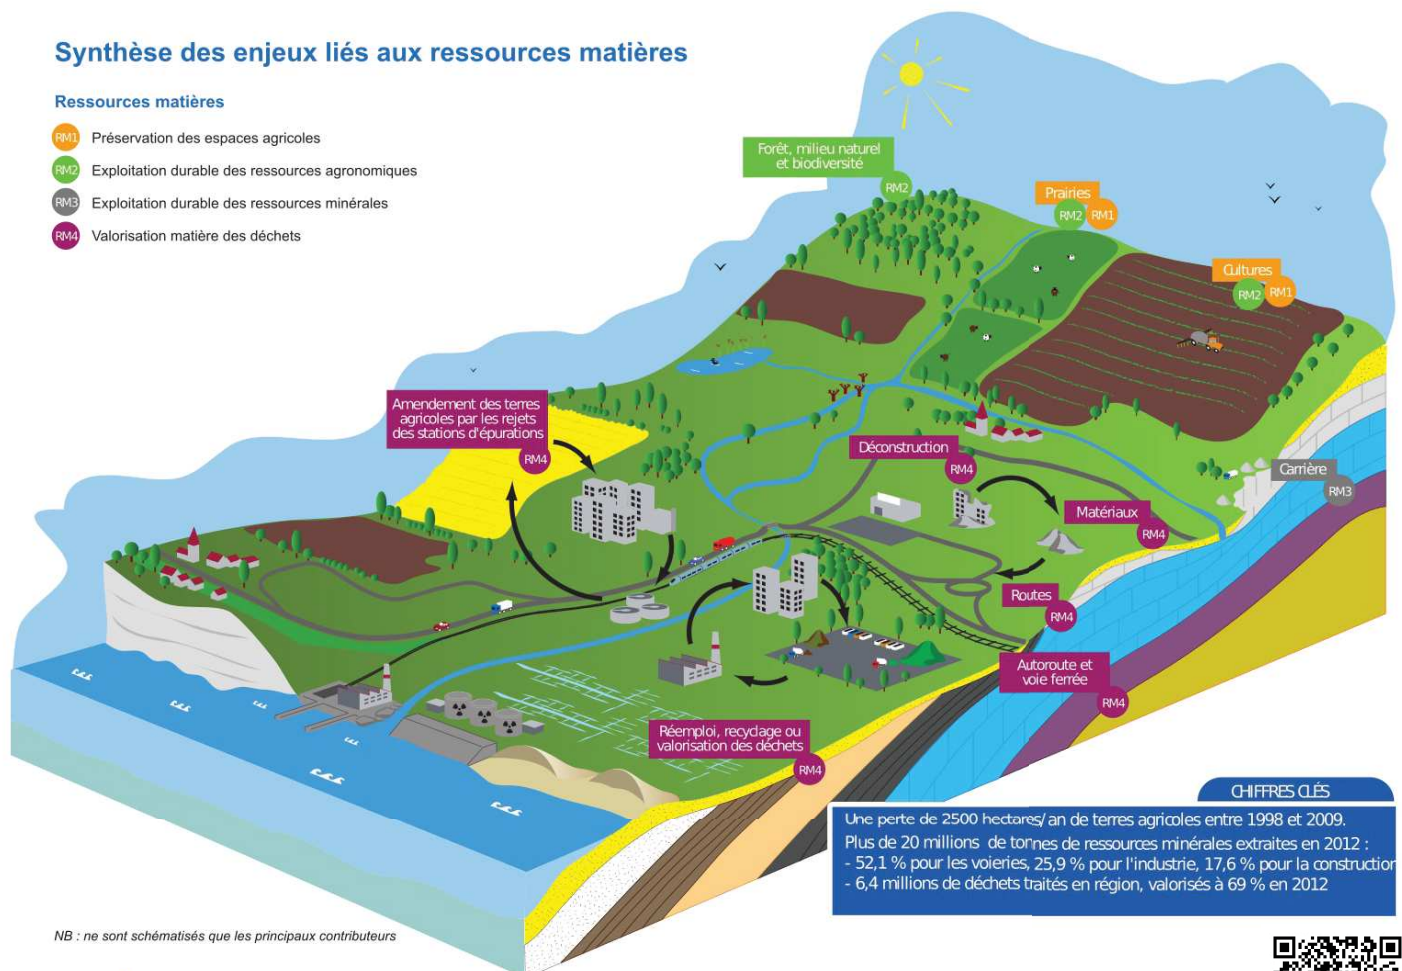 Synthèse des enjeux liés aux ressources matières
Ressources matières
RM1 Préservation des espaces agricoles
RM2 Exploitation durable des ressources agronomiques
RM3 Exploitation durable des ressources minérales
RM4 Valorisation matière des déchets
Forêt, milieu naturel
et biodiversité
RM2
Prairies
RM2 RM1
Cultures
RM2 RM1
Amendement des terres
agricoles par les rejets
des stations d'épurations
RM4
Déconstruction
RM4
Carrière
RM3
Matériaux
RM4
Routes
RM4
Autoroute et
voie ferrée
RM4
Réemploi, recyclage ou
valorisation des déchets
RM4
CHIFFRES CLÉS
Une perte de 2500 hectares/an de terres agricoles entre 1998 et 2009.
Plus de 20 millions de tonnes de ressources minérales extraites en 2012 :
- 52,1 % pour les voieries, 25,9 % pour l'industrie, 17,6 % pour la construction
- 6,4 millions de déchets traités en région, valorisés à 69 % en 2012
NB : ne sont schématisés que les principaux contributeurs